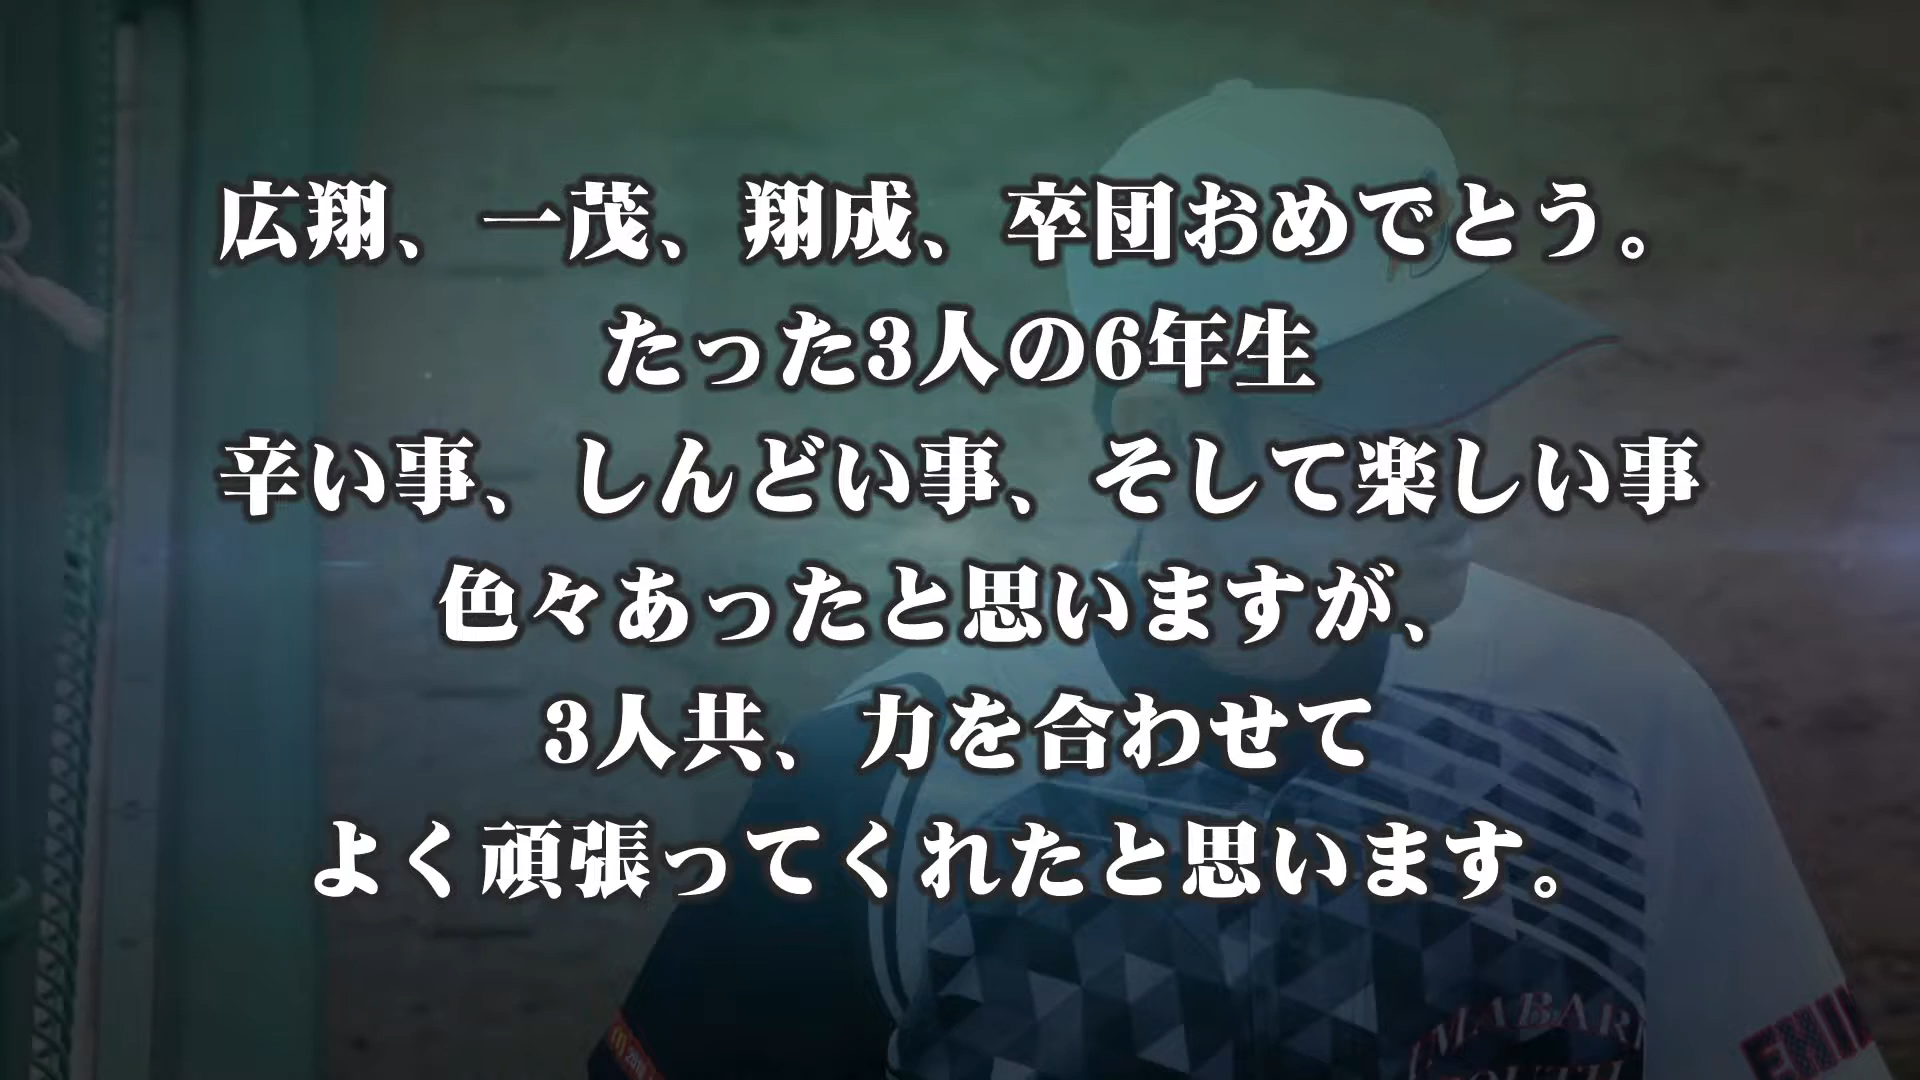 広翔、一茂、翔成、卒団おめでとう。
たった3人の6年生
辛い事、しんどい事、そして楽しい事
色々あったと思いますが、
3人共、力を合わせて
よく頑張ってくれたと思います。